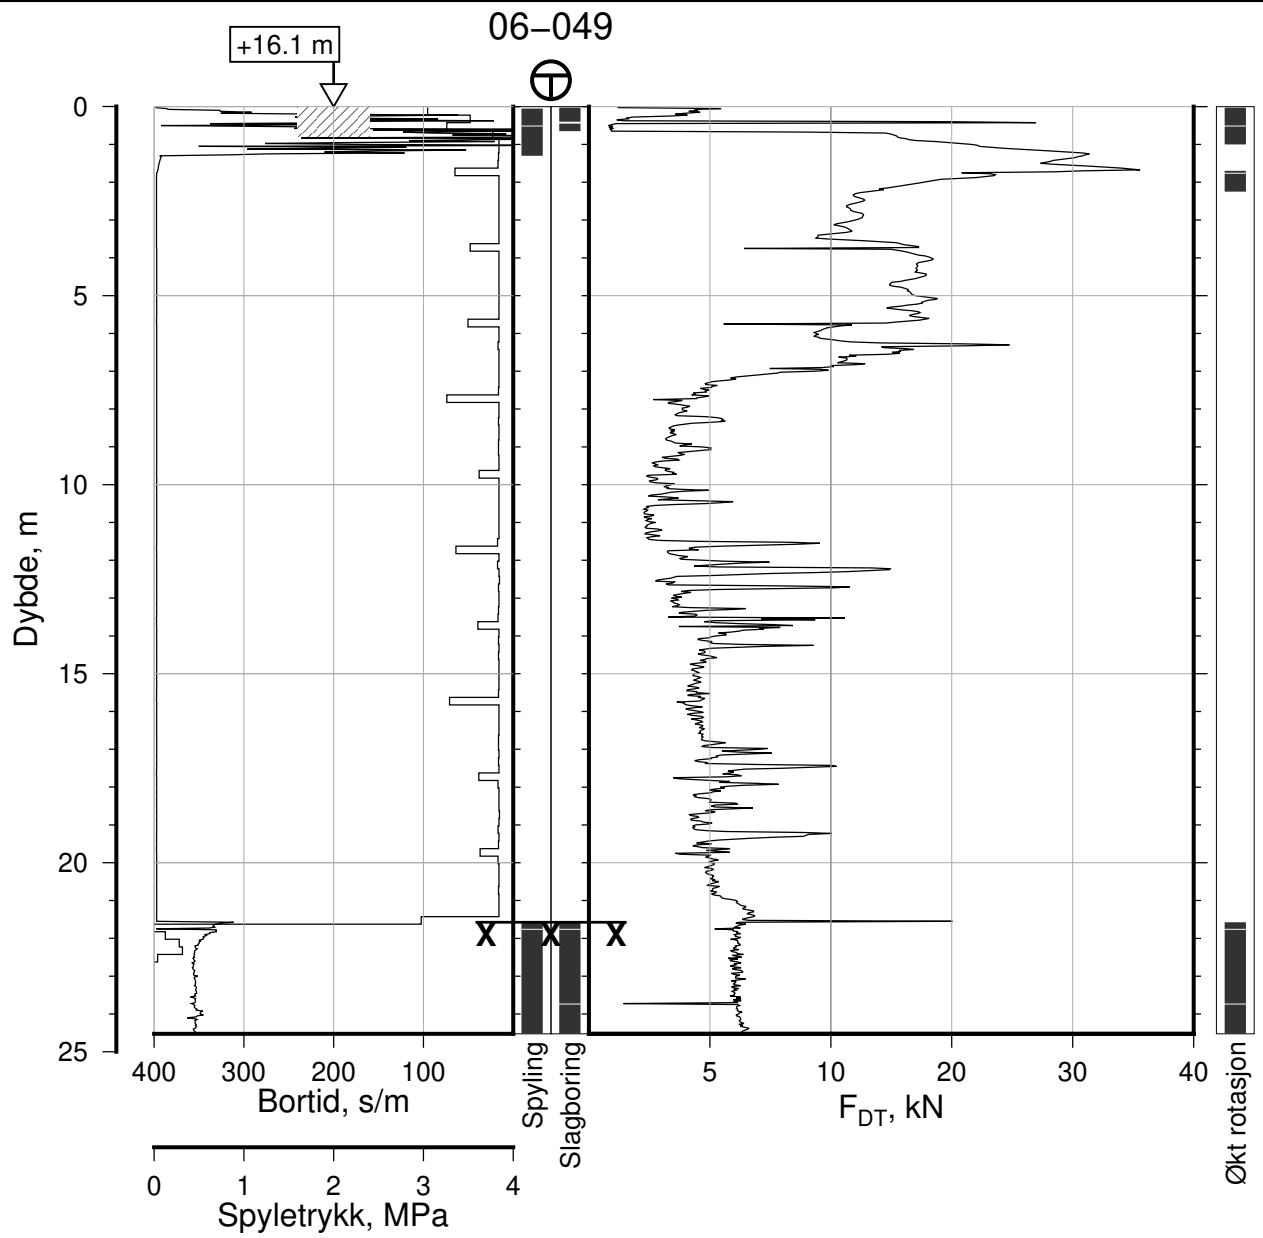 06–049
+16.1 m
0
5
10
15
20
25
Dybde, m
400 300 200 100
Bortid, s/m
0 1 2 3 4
Spyletrykk, MPa
Spyling
Slagboring
5 10 20 30 40
FDT, kN
Økt rotasjon
X X X